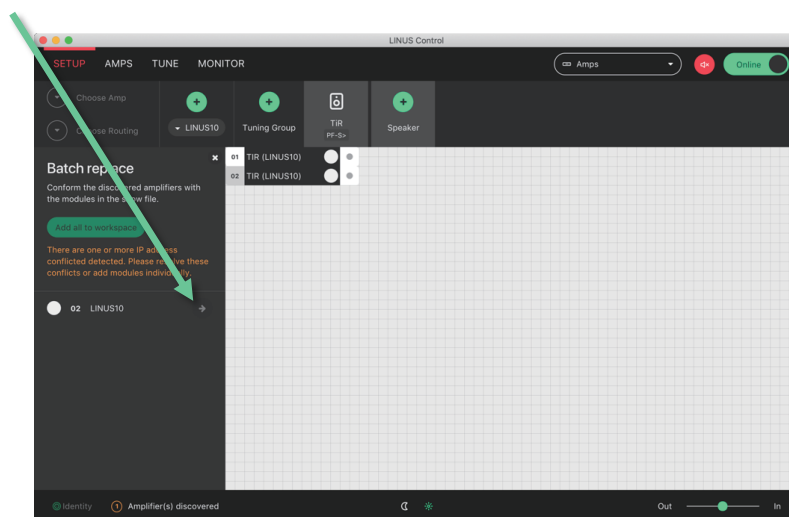 LINUS Control
SETUP AMPS TUNE MONITOR
Amps
Online
Choose Amp
Choose Routing
LINUS10
Tuning Group
TiR
PF-S>
Speaker
Batch replace
Conform the discovered amplifiers with
the modules in the show file.
Add all to workspace
There are one or more IP address
conflicted detected. Please resolve these
conflicts or add modules individually.
02 LINUS10
01 TIR (LINUS10)
02 TIR (LINUS10)
Identity
1 Amplifier(s) discovered
Out
In